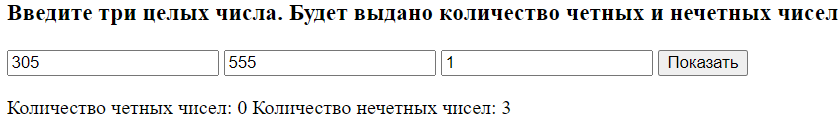 Введите три целых числа. Будет выдано количество четных и нечетных чисел
305 555 1 Показать
Количество четных чисел: 0 Количество нечетных чисел: 3